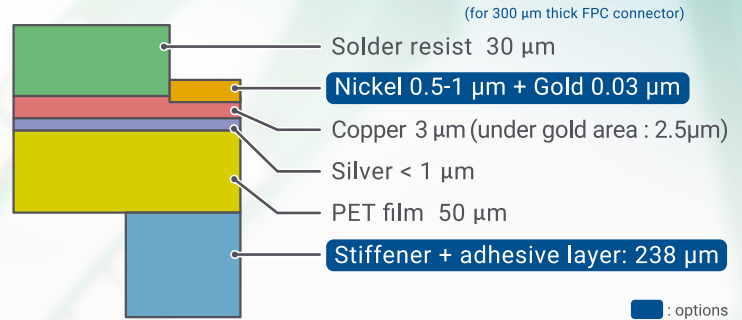 (for 300 μm thick FPC connector)
Solder resist 30 μm
Nickel 0.5-1 μm + Gold 0.03 μm
Copper 3 μm (under gold area : 2.5μm)
Silver < 1 μm
PET film 50 μm
Stiffener + adhesive layer: 238 μm
: options